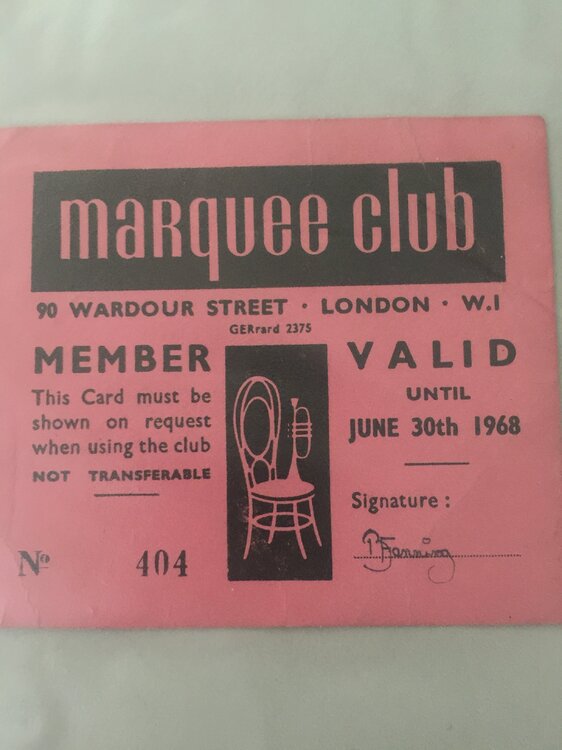 marquee club
90 WARDOUR STREET · LONDON · W.I
GERrard 2375
MEMBER
This Card must be
shown on request
when using the club
NOT TRANSFERABLE
Nº 404
VALID
UNTIL
JUNE 30th 1968
Signature :
P Fanning